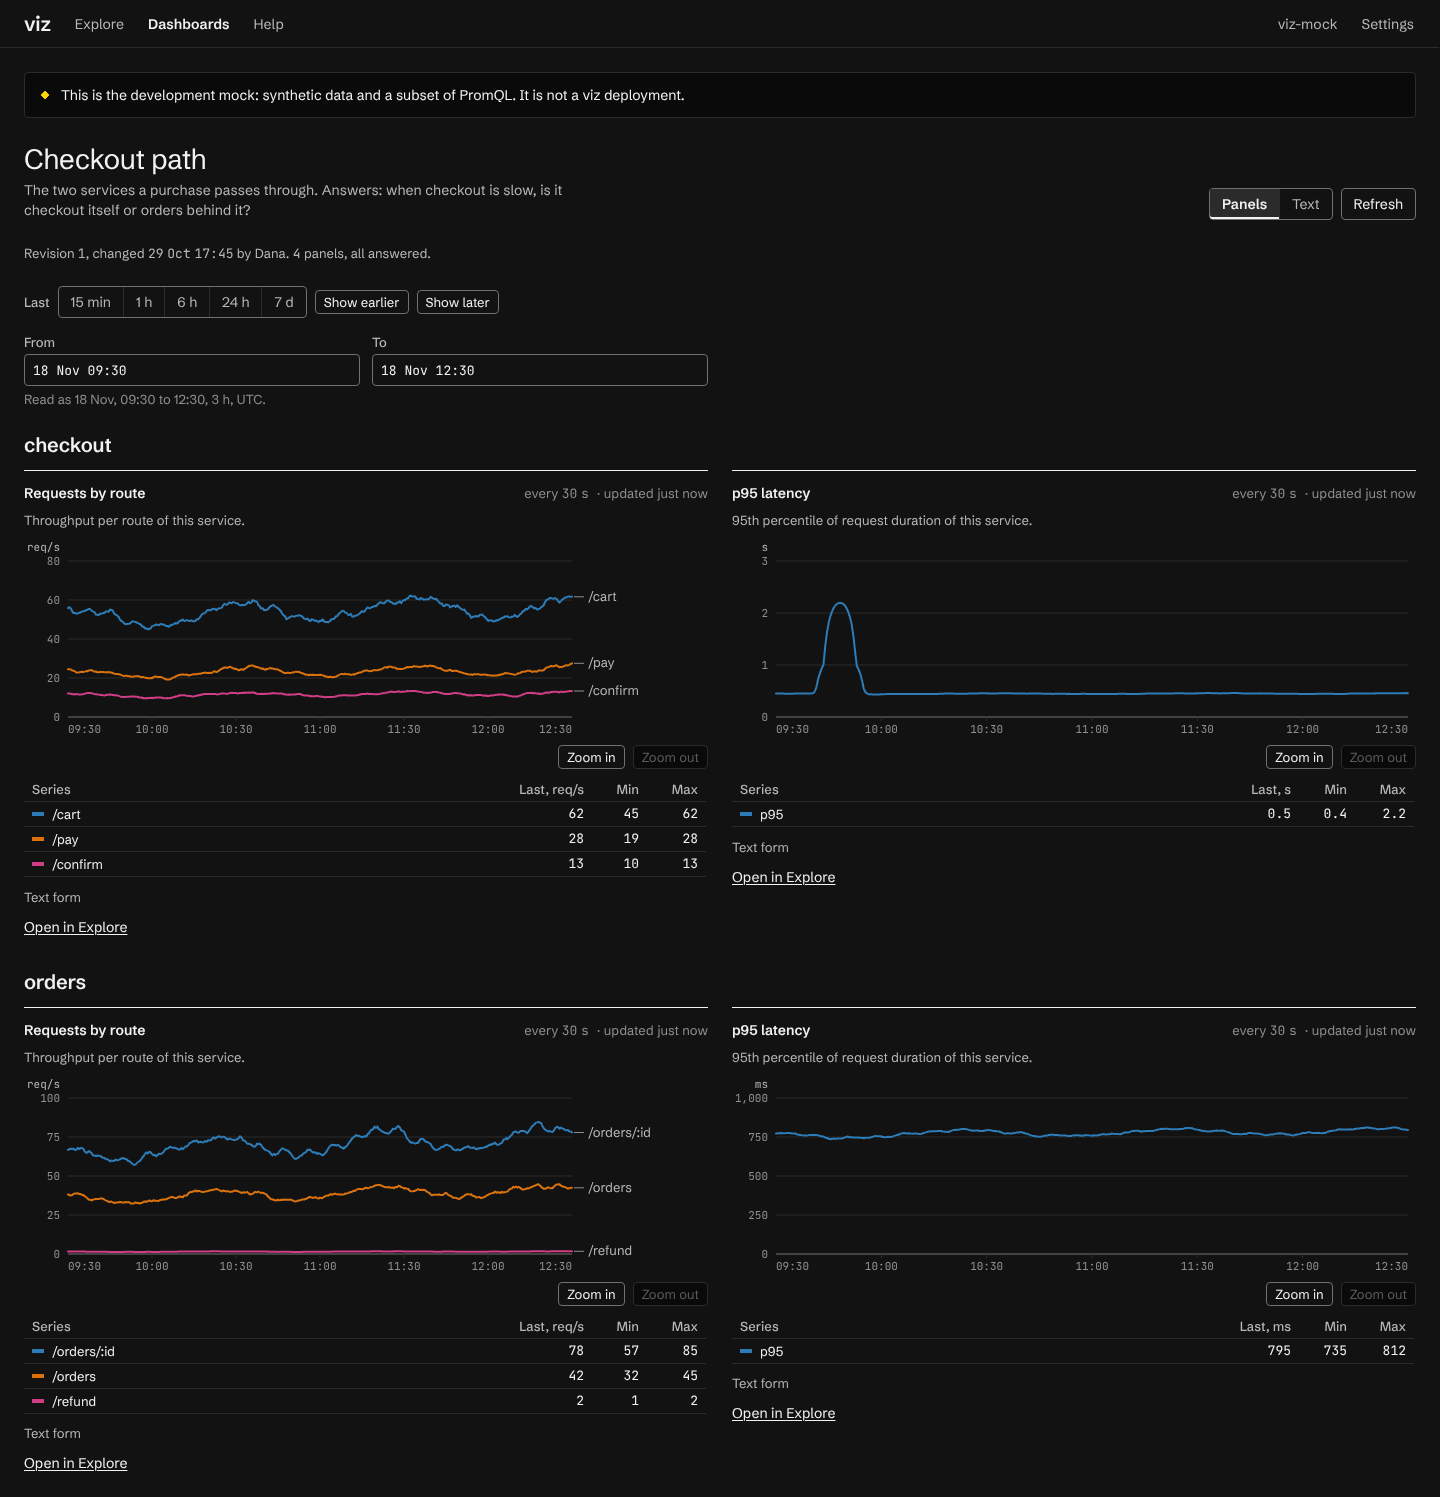 viz Explore Dashboards Help viz-mock Settings
This is the development mock: synthetic data and a subset of PromQL. It is not a viz deployment.
Checkout path
The two services a purchase passes through. Answers: when checkout is slow, is it
checkout itself or orders behind it?
Panels Text Refresh
Revision 1, changed 29 Oct 17:45 by Dana. 4 panels, all answered.
Last 15 min 1 h 6 h 24 h 7 d Show earlier Show later
From To
18 Nov 09:30 18 Nov 12:30
Read as 18 Nov, 09:30 to 12:30, 3 h, UTC.
checkout
Requests by route every 30 s · updated just now
Throughput per route of this service.
req/s
80
60
40
20
0
/cart
/pay
/confirm
09:30 10:00 10:30 11:00 11:30 12:00 12:30
Zoom in Zoom out
Series Last, req/s Min Max
/cart 62 45 62
/pay 28 19 28
/confirm 13 10 13
Text form
Open in Explore
p95 latency every 30 s · updated just now
95th percentile of request duration of this service.
s
3
2
1
0
09:30 10:00 10:30 11:00 11:30 12:00 12:30
Zoom in Zoom out
Series Last, s Min Max
p95 0.5 0.4 2.2
Text form
Open in Explore
orders
Requests by route every 30 s · updated just now
Throughput per route of this service.
req/s
100
75
50
25
0
/orders/:id
/orders
/refund
09:30 10:00 10:30 11:00 11:30 12:00 12:30
Zoom in Zoom out
Series Last, req/s Min Max
/orders/:id 78 57 85
/orders 42 32 45
/refund 2 1 2
Text form
Open in Explore
p95 latency every 30 s · updated just now
95th percentile of request duration of this service.
ms
1,000
750
500
250
0
09:30 10:00 10:30 11:00 11:30 12:00 12:30
Zoom in Zoom out
Series Last, ms Min Max
p95 795 735 812
Text form
Open in Explore